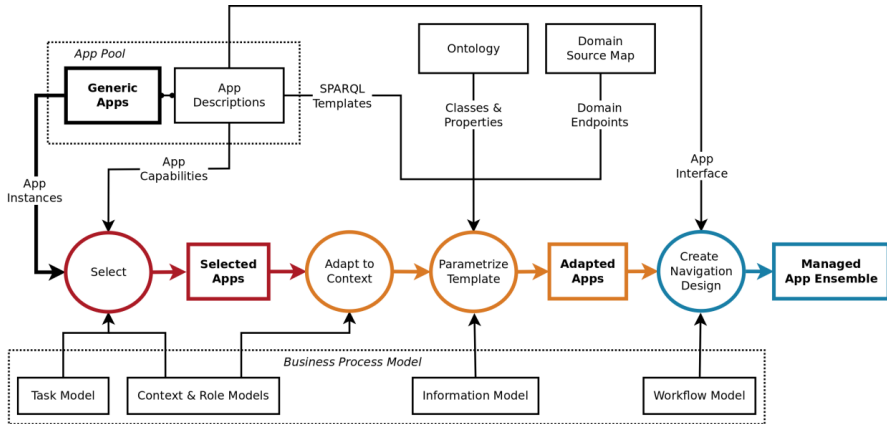 App Pool
Generic
Apps
App
Descriptions
SPARQL
Templates
Ontology
Domain
Source Map
Classes &
Properties
Domain
Endpoints
App
Instances
App
Capabilities
App
Interface
Select
Selected
Apps
Adapt to
Context
Parametrize
Template
Adapted
Apps
Create
Navigation
Design
Managed
App Ensemble
Business Process Model
Task Model
Context & Role Models
Information Model
Workflow Model